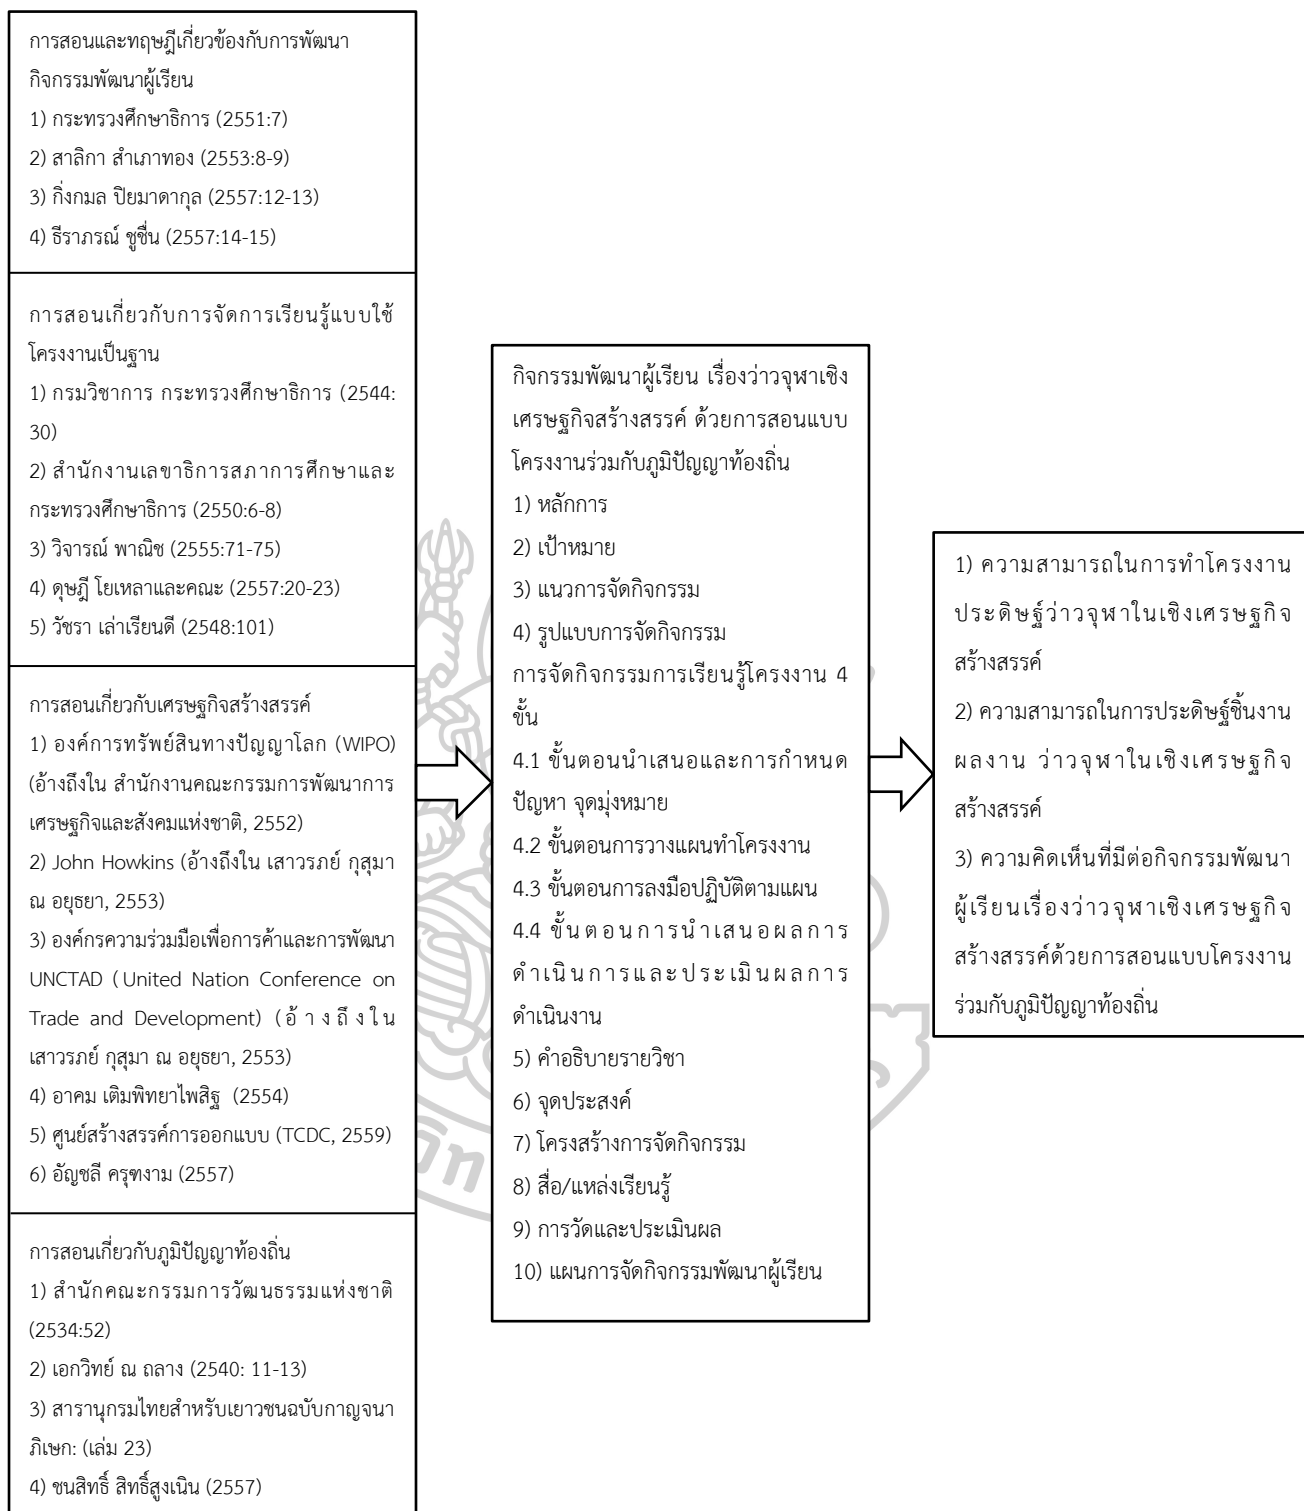 การสอนและทฤษฎีเกี่ยวข้องกับการพัฒนา
กิจกรรมพัฒนาผู้เรียน
1) กระทรวงศึกษาธิการ (2551:7)
2) สาลิกา สำเภาทอง (2553:8-9)
3) กิ่งกมล ปิยมาดากุล (2557:12-13)
4) ธีราภรณ์ ชูชื่น (2557:14-15)
การสอนเกี่ยวกับการจัดการเรียนรู้แบบใช้
โครงงานเป็นฐาน
1) กรมวิชาการ กระทรวงศึกษาธิการ (2544:
30)
2) สำนักงานเลขาธิการสภาการศึกษาและ
กระทรวงศึกษาธิการ (2550:6-8)
3) วิจารณ์ พาณิช (2555:71-75)
4) ดุษฎี โยเหลาและคณะ (2557:20-23)
5) วัชรา เล่าเรียนดี (2548:101)
การสอนเกี่ยวกับเศรษฐกิจสร้างสรรค์
1) องค์การทรัพย์สินทางปัญญาโลก (WIPO)
(อ้างถึงใน สำนักงานคณะกรรมการพัฒนาการ
เศรษฐกิจและสังคมแห่งชาติ, 2552)
2) John Howkins (อ้างถึงใน เสาวรภย์ กุสุมา
ณ อยุธยา, 2553)
3) องค์กรความร่วมมือเพื่อการค้าและการพัฒนา
UNCTAD (United Nation Conference on
Trade and Development) (อ้างถึงใน
เสาวรภย์ กุสุมา ณ อยุธยา, 2553)
4) อาคม เติมพิทยาไพสิฐ (2554)
5) ศูนย์สร้างสรรค์การออกแบบ (TCDC, 2559)
6) อัญชลี ครุฑงาม (2557)
การสอนเกี่ยวกับภูมิปัญญาท้องถิ่น
1) สำนักคณะกรรมการวัฒนธรรมแห่งชาติ
(2534:52)
2) เอกวิทย์ ณ ถลาง (2540: 11-13)
3) สารานุกรมไทยสำหรับเยาวชนฉบับกาญจนา
ภิเษก: (เล่ม 23)
4) ชนสิทธิ์ สิทธิ์สูงเนิน (2557)
กิจกรรมพัฒนาผู้เรียน เรื่องว่าวจุฬาเชิง
เศรษฐกิจสร้างสรรค์ ด้วยการสอนแบบ
โครงงานร่วมกับภูมิปัญญาท้องถิ่น
1) หลักการ
2) เป้าหมาย
3) แนวการจัดกิจกรรม
4) รูปแบบการจัดกิจกรรม
การจัดกิจกรรมการเรียนรู้โครงงาน 4
ขั้น
4.1 ขั้นตอนนำเสนอและการกำหนด
ปัญหา จุดมุ่งหมาย
4.2 ขั้นตอนการวางแผนทำโครงงาน
4.3 ขั้นตอนการลงมือปฏิบัติตามแผน
4.4 ขั้นตอนการนำเสนอผลการ
ดำเนินการและประเมินผลการ
ดำเนินงาน
5) คำอธิบายรายวิชา
6) จุดประสงค์
7) โครงสร้างการจัดกิจกรรม
8) สื่อ/แหล่งเรียนรู้
9) การวัดและประเมินผล
10) แผนการจัดกิจกรรมพัฒนาผู้เรียน
1) ความสามารถในการทำโครงงาน
ประดิษฐ์ว่าวจุฬาในเชิงเศรษฐกิจ
สร้างสรรค์
2) ความสามารถในการประดิษฐ์ชิ้นงาน
ผลงาน ว่าวจุฬาในเชิงเศรษฐกิจ
สร้างสรรค์
3) ความคิดเห็นที่มีต่อกิจกรรมพัฒนา
ผู้เรียนเรื่องว่าวจุฬาเชิงเศรษฐกิจ
สร้างสรรค์ด้วยการสอนแบบโครงงาน
ร่วมกับภูมิปัญญาท้องถิ่น